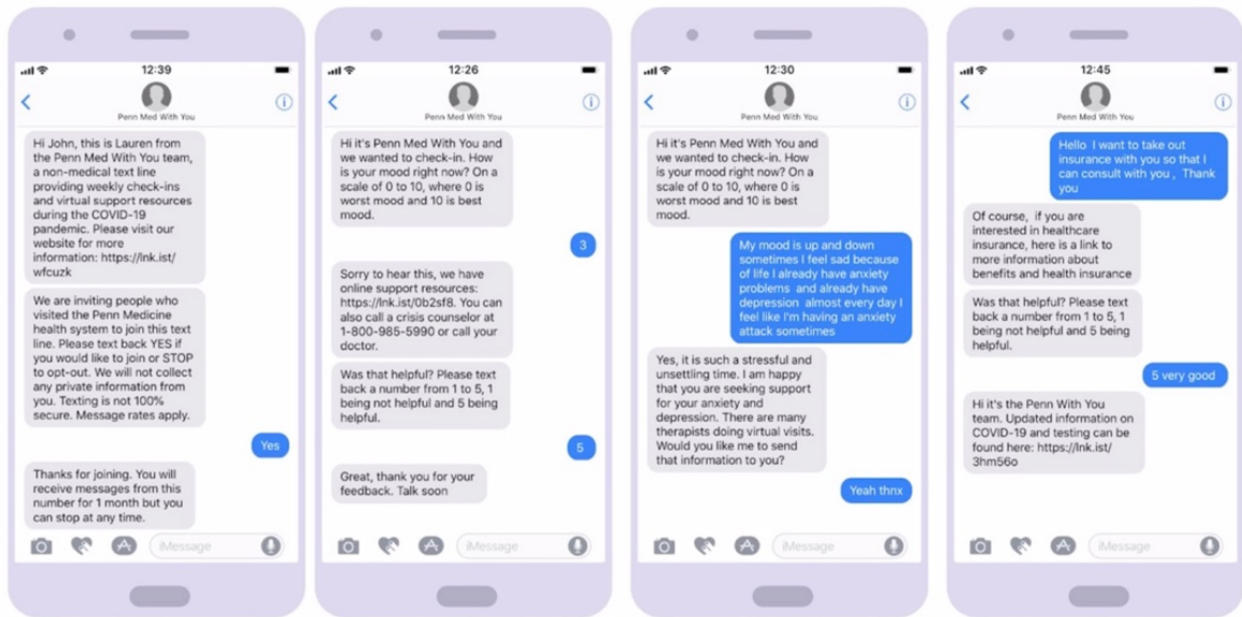 12:39
Penn Med With You
Hi John, this is Lauren from
the Penn Med With You team,
a non-medical text line
providing weekly check-ins
and virtual support resources
during the COVID-19
pandemic. Please visit our
website for more
information: https://lnk.ist/
wfcuzk
We are inviting people who
visited the Penn Medicine
health system to join this text
line. Please text back YES if
you would like to join or STOP
to opt-out. We will not collect
any private information from
you. Texting is not 100%
secure. Message rates apply.
Yes
Thanks for joining. You will
receive messages from this
number for 1 month but you
can stop at any time.
iMessage
12:26
Penn Med With You
Hi it's Penn Med With You and
we wanted to check-in. How
is your mood right now? On a
scale of 0 to 10, where 0 is
worst mood and 10 is best
mood.
3
Sorry to hear this, we have
online support resources:
https://lnk.ist/0b2sf8. You can
also call a crisis counselor at
1-800-985-5990 or call your
doctor.
Was that helpful? Please text
back a number from 1 to 5, 1
being not helpful and 5 being
helpful.
5
Great, thank you for your
feedback. Talk soon
iMessage
12:30
Penn Med With You
Hi it's Penn Med With You and
we wanted to check-in. How
is your mood right now? On a
scale of 0 to 10, where 0 is
worst mood and 10 is best
mood.
My mood is up and down
sometimes I feel sad because
of life I already have anxiety
problems and already have
depression almost every day I
feel like I'm having an anxiety
attack sometimes
Yes, it is such a stressful and
unsettling time. I am happy
that you are seeking support
for your anxiety and
depression. There are many
therapists doing virtual visits.
Would you like me to send
that information to you?
Yeah thnx
iMessage
12:45
Penn Med With You
Hello I want to take out
insurance with you so that I
can consult with you , Thank
you
Of course, if you are
interested in healthcare
insurance, here is a link to
more information about
benefits and health insurance
Was that helpful? Please text
back a number from 1 to 5, 1
being not helpful and 5 being
helpful.
5 very good
Hi it's the Penn With You
team. Updated information on
COVID-19 and testing can be
found here: https://lnk.ist/
3hm56o
iMessage